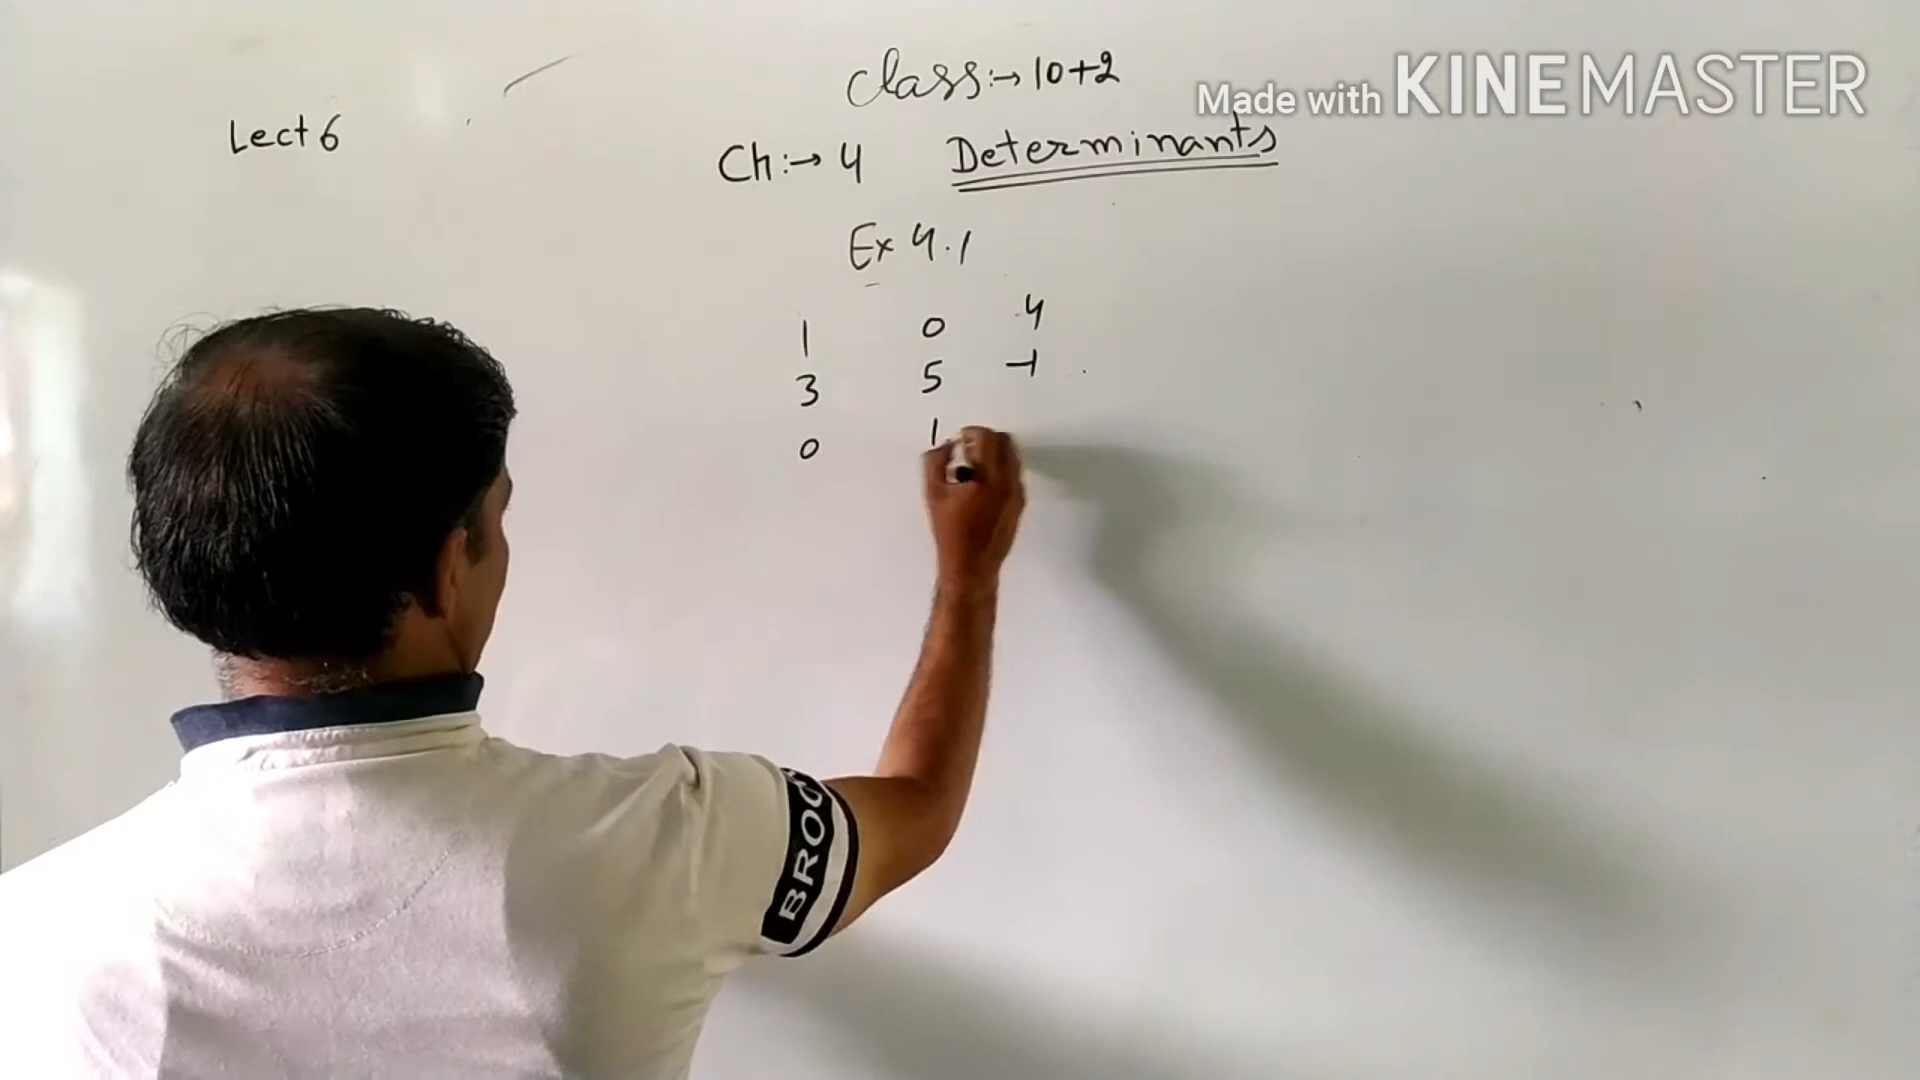 Class:→ 10+2
Made with KINEMASTER
Lect 6
Ch:→ 4 Determinants
Ex 4.1
1 0 4
3 5 -1
0 1
BROO